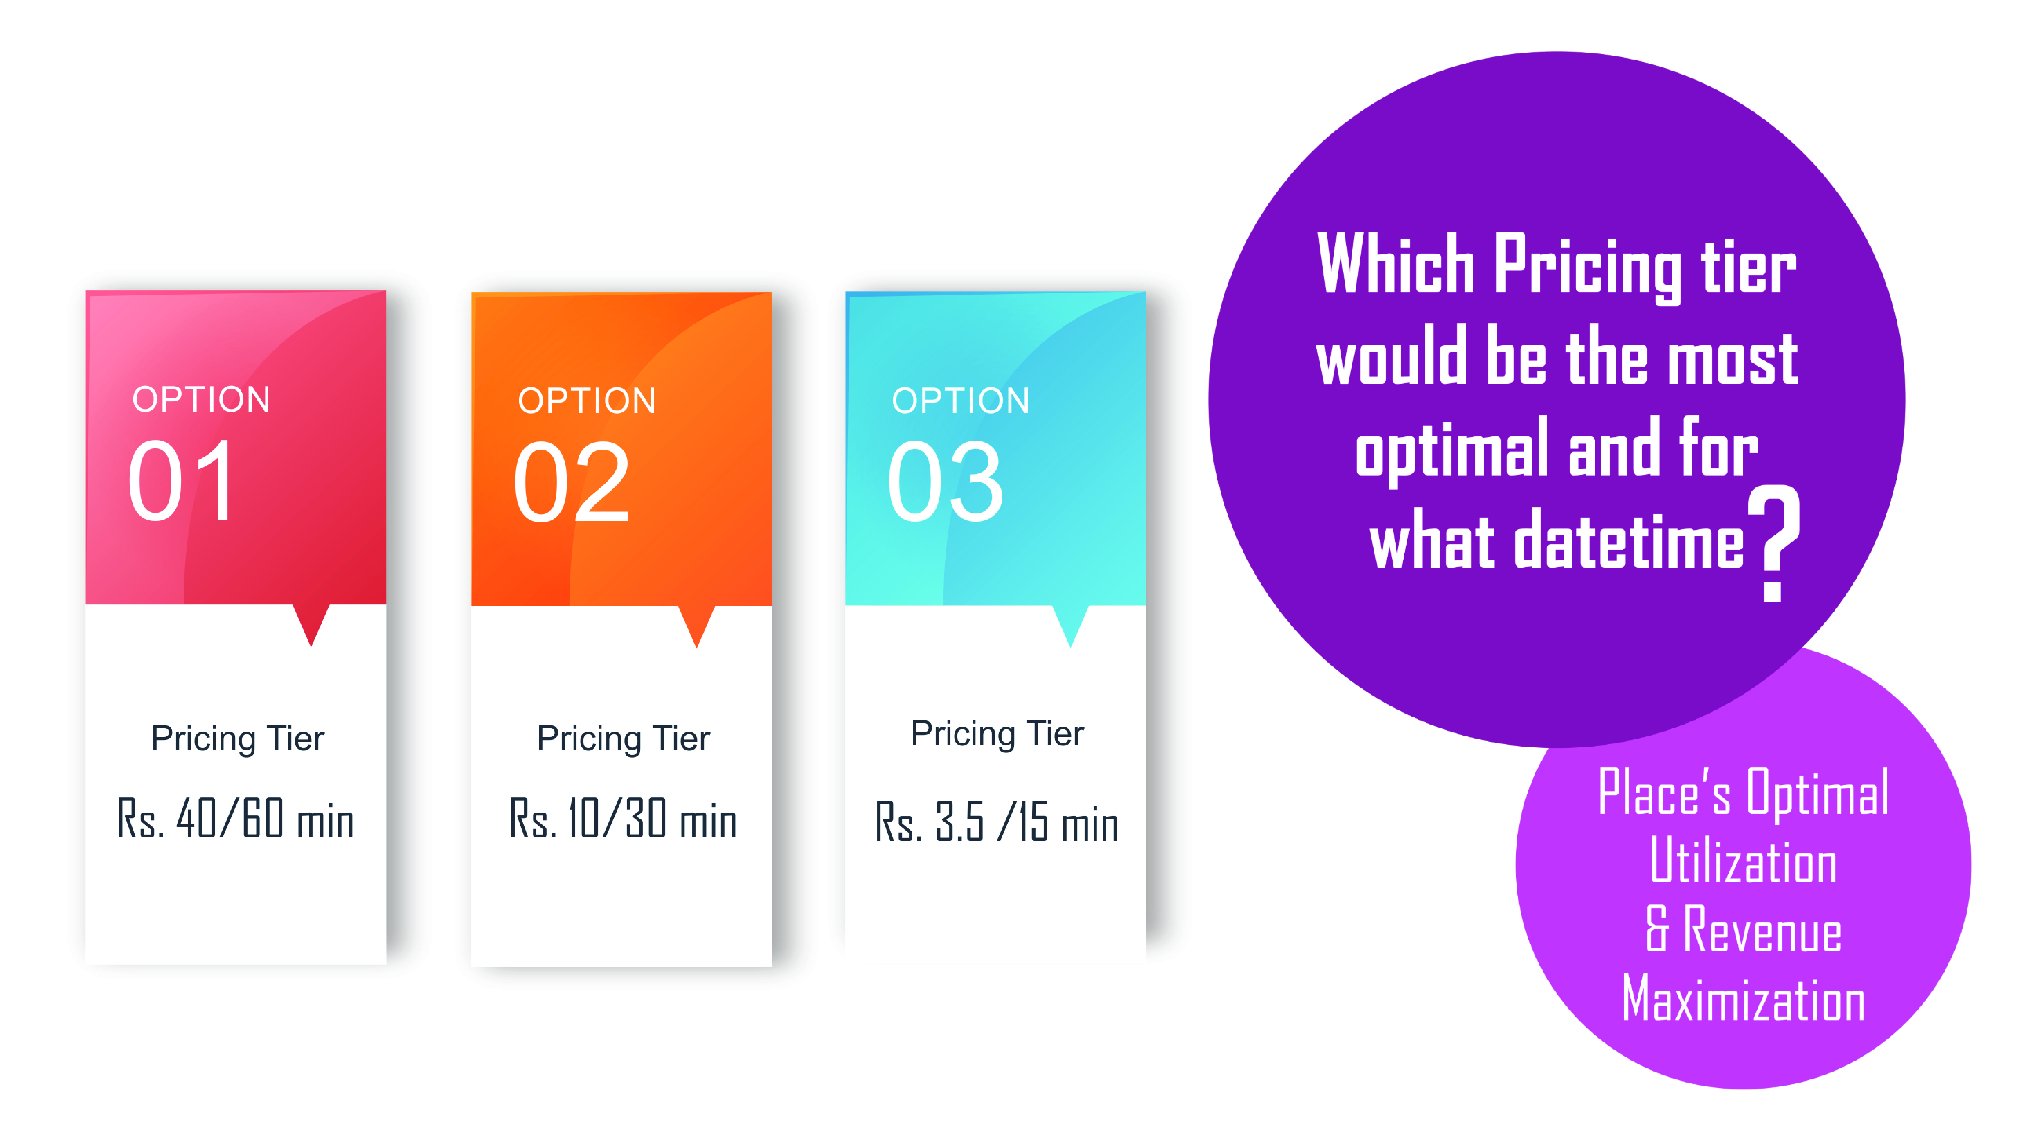 OPTION
01
Pricing Tier
Rs. 40/60 min
OPTION
02
Pricing Tier
Rs. 10/30 min
OPTION
03
Pricing Tier
Rs. 3.5 /15 min
Which Pricing tier
would be the most
optimal and for
what datetime?
Place's Optimal
Utilization
& Revenue
Maximization